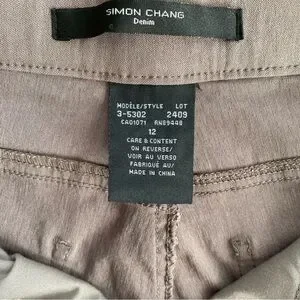 SIMON CHANG
Denim
MODÈLE/STYLE LOT
3-5302 2409
CA01071 RN89448
12
CARE & CONTENT
ON REVERSE/
VOIR AU VERSO
FABRIQUÉ AU/
MADE IN CHINA